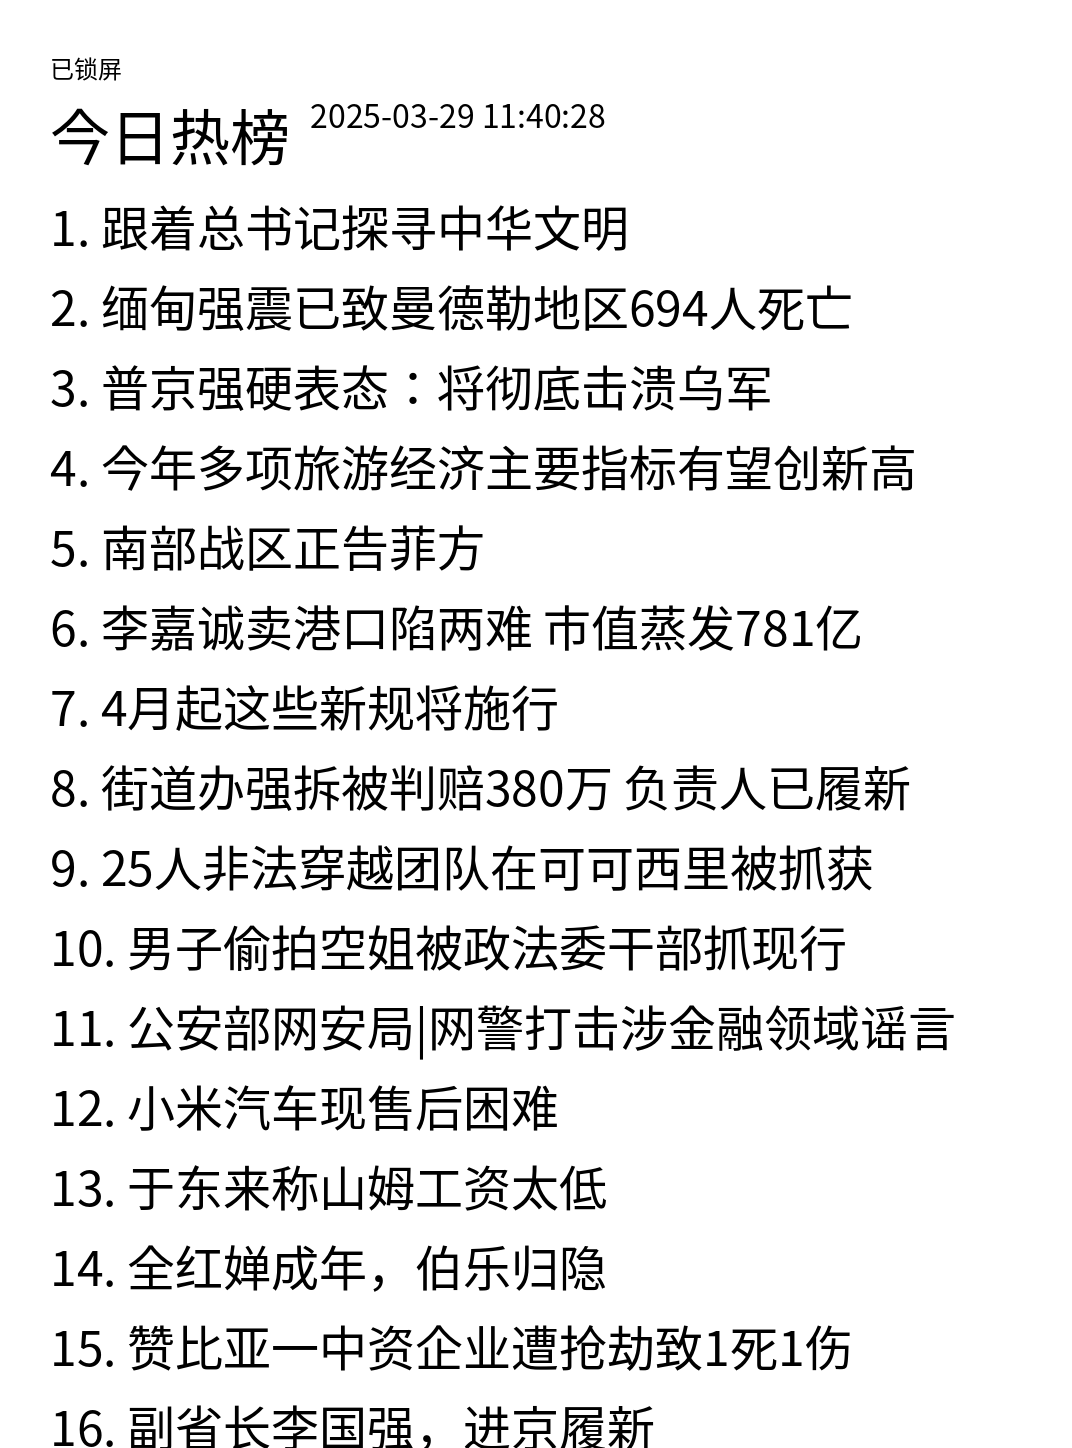 已锁屏
今日热榜 2025-03-29 11:40:28
1. 跟着总书记探寻中华文明
2. 缅甸强震已致曼德勒地区694人死亡
3. 普京强硬表态：将彻底击溃乌军
4. 今年多项旅游经济主要指标有望创新高
5. 南部战区正告菲方
6. 李嘉诚卖港口陷两难 市值蒸发781亿
7. 4月起这些新规将施行
8. 街道办强拆被判赔380万 负责人已履新
9. 25人非法穿越团队在可可西里被抓获
10. 男子偷拍空姐被政法委干部抓现行
11. 公安部网安局|网警打击涉金融领域谣言
12. 小米汽车现售后困难
13. 于东来称山姆工资太低
14. 全红婵成年，伯乐归隐
15. 赞比亚一中资企业遭抢劫致1死1伤
16. 副省长李国强，进京履新